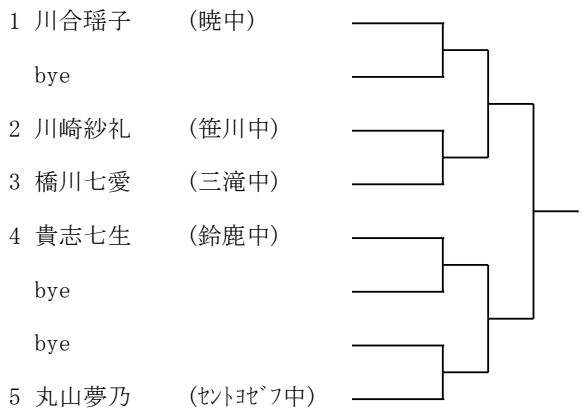 1 川合瑶子 (暁中)
bye
2 川崎紗礼 (笹川中)
3 橋川七愛 (三滝中)
4 貴志七生 (鈴鹿中)
bye
bye
5 丸山夢乃 (ｾﾝﾄﾖｾﾞﾌ中)